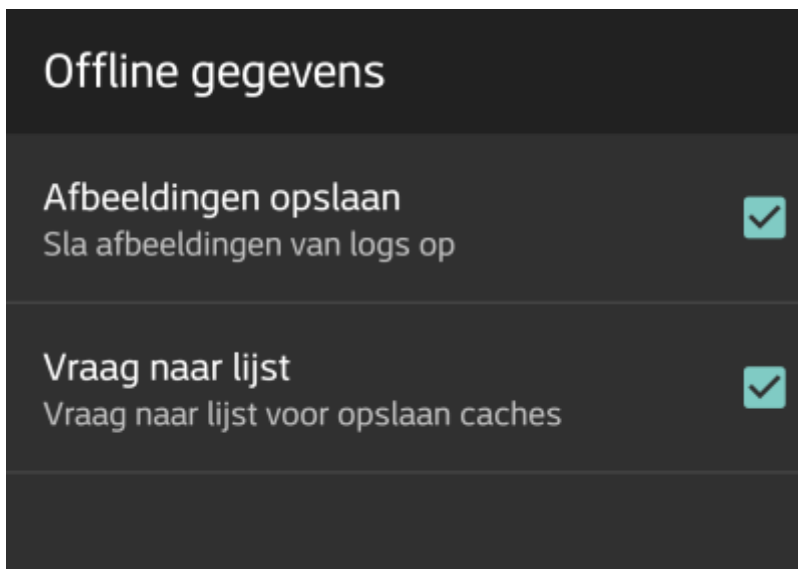 Offline gegevens
Afbeeldingen opslaan
Sla afbeeldingen van logs op
Vraag naar lijst
Vraag naar lijst voor opslaan caches